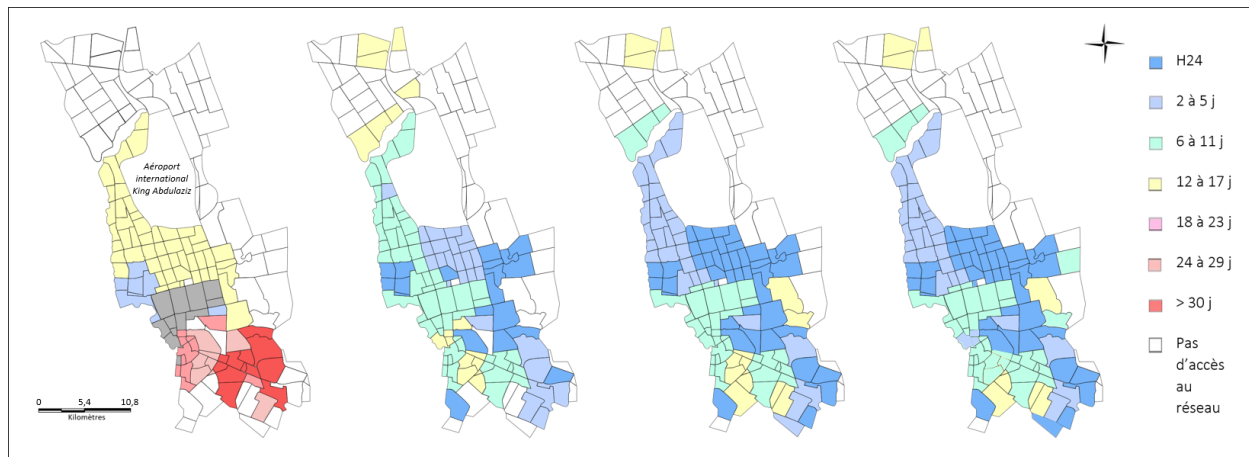 Aéroport
international
King Abdulaziz
0 5,4 10,8
Kilomètres
H24
2 à 5 j
6 à 11 j
12 à 17 j
18 à 23 j
24 à 29 j
> 30 j
Pas
d'accès
au
réseau